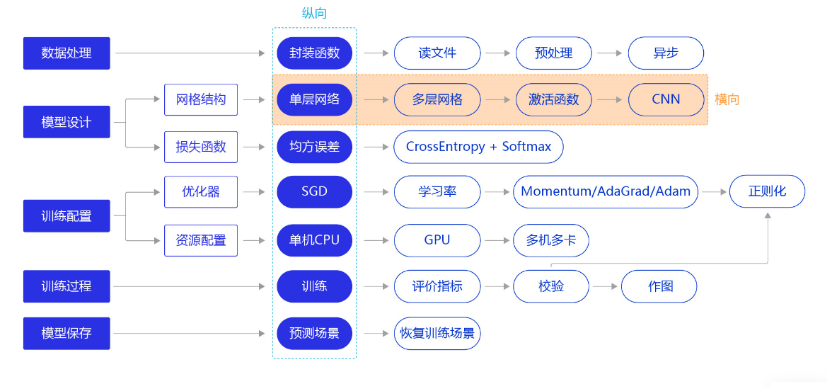 纵向
数据处理 封装函数 读文件 预处理 异步
网格结构 单层网络 多层网格 激活函数 CNN 横向
模型设计
损失函数 均方误差 CrossEntropy + Softmax
优化器 SGD 学习率 Momentum/AdaGrad/Adam 正则化
训练配置
资源配置 单机CPU GPU 多机多卡
训练过程 训练 评价指标 校验 作图
模型保存 预测场景 恢复训练场景